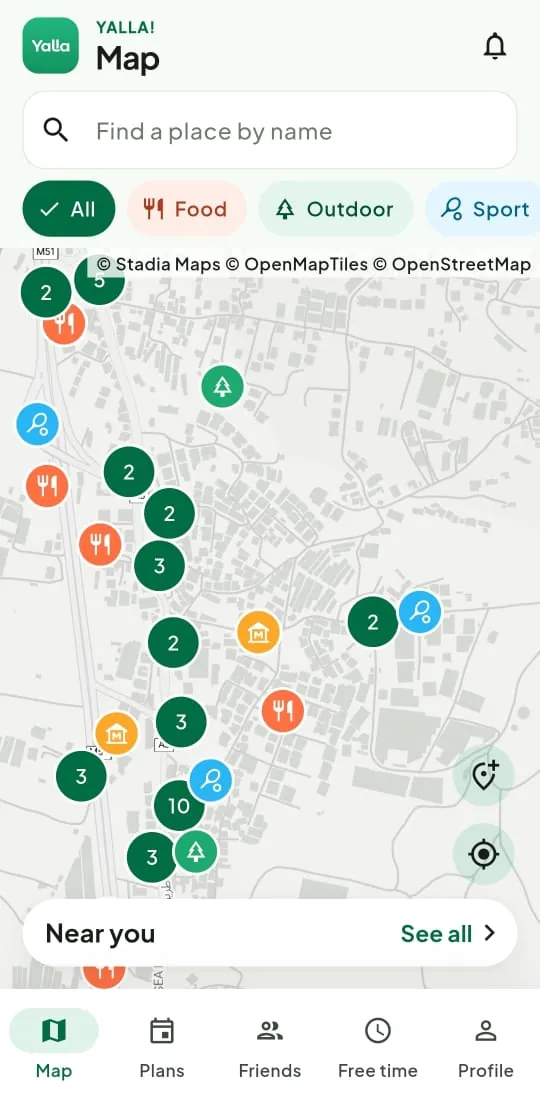 Yalla
YALLA!
Map
Find a place by name
All
Food
Outdoor
Sport
M51
© Stadia Maps © OpenMapTiles © OpenStreetMap
2
5
2
2
3
2
2
3
3
10
3
Near you
See all
SEA
Map
Plans
Friends
Free time
Profile